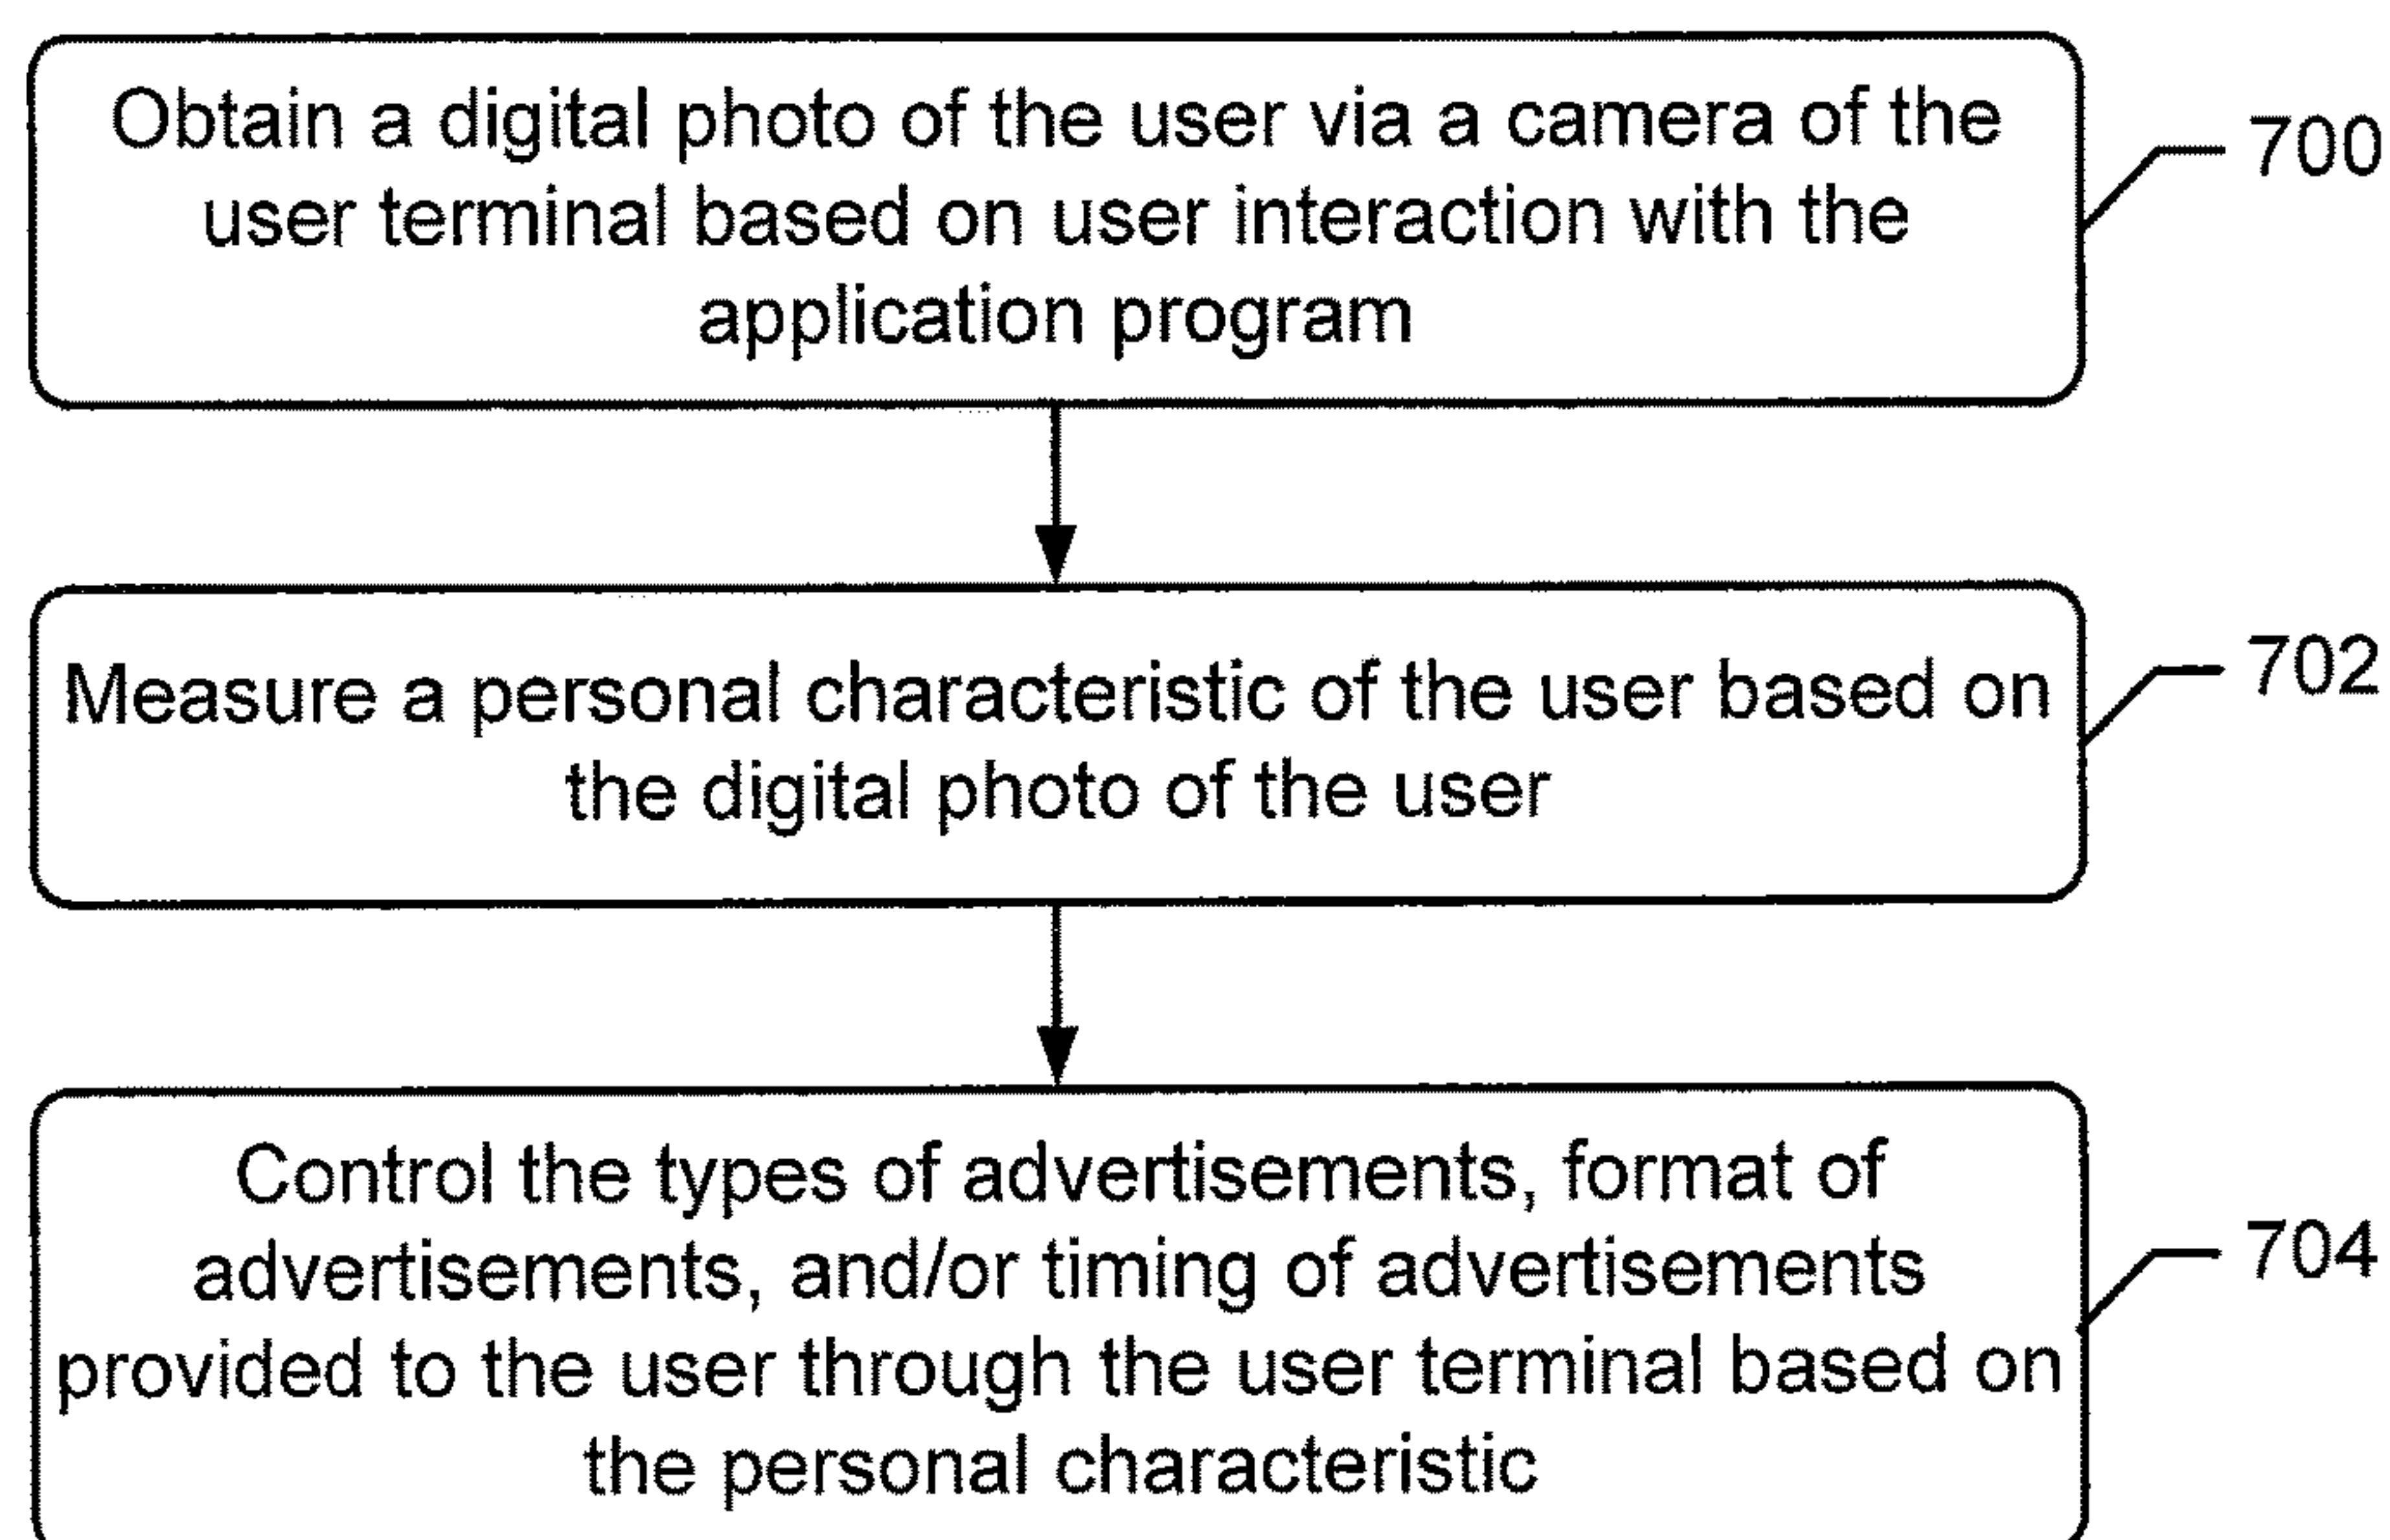 Obtain a digital photo of the user via a camera of the
user terminal based on user interaction with the
application program
700
Measure a personal characteristic of the user based on
the digital photo of the user
702
Control the types of advertisements, format of
advertisements, and/or timing of advertisements
provided to the user through the user terminal based on
the personal characteristic
704